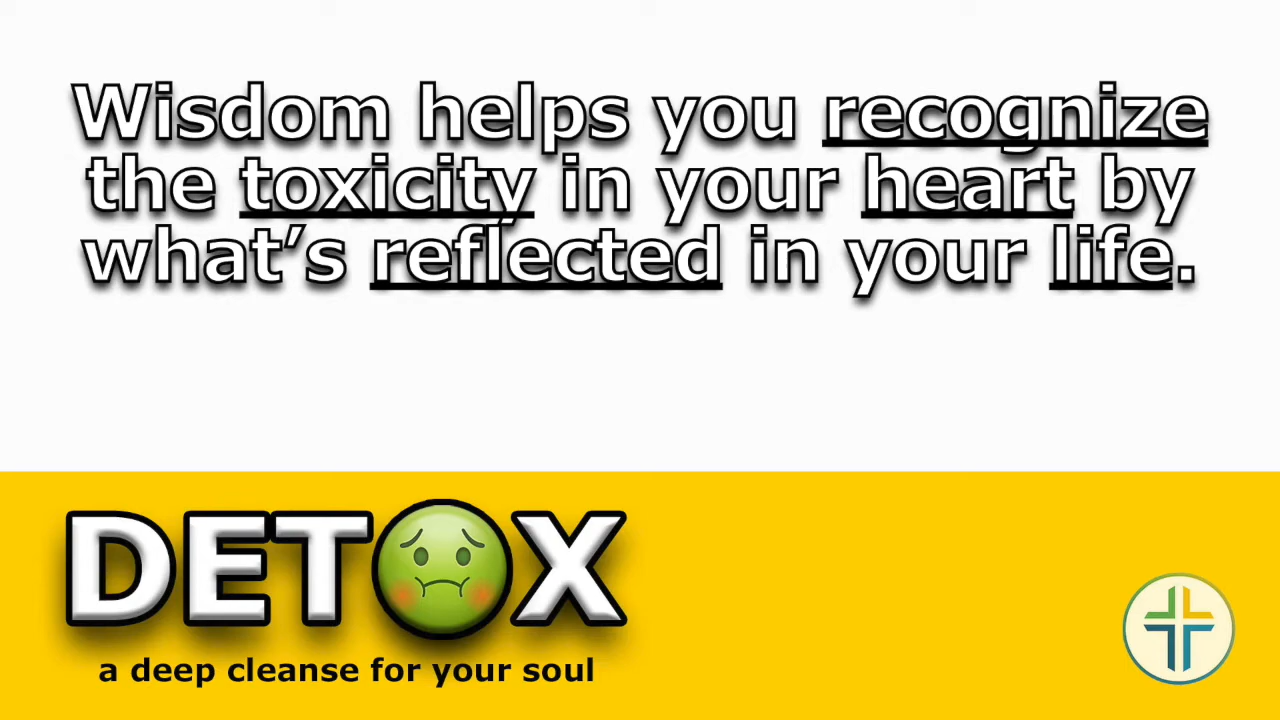 Wisdom helps you recognize
the toxicity in your heart by
what’s reflected in your life.
DETOX
a deep cleanse for your soul